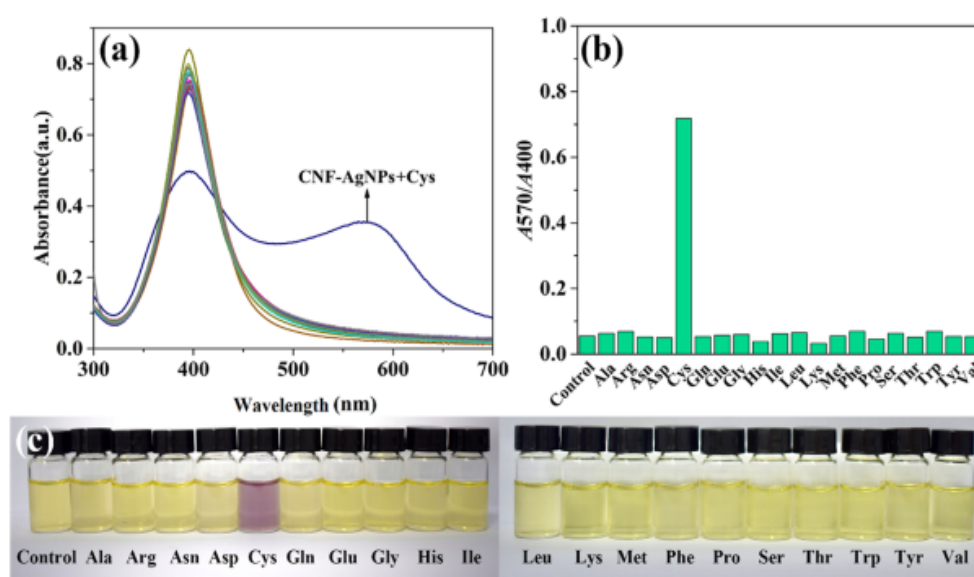 (a)
0.8
0.6
0.4
0.2
0.0
Absorbance(a.u.)
CNF-AgNPs+Cys
300 400 500 600 700
Wavelength (nm)
(b)
1.0
0.8
0.6
0.4
0.2
0.0
A570/A400
Control Ala Arg Asn Asp Cys Gln Glu Gly His Ile Leu Lys Met Phe Pro Ser Thr Trp Tyr Val
(c)
Control Ala Arg Asn Asp Cys Gln Glu Gly His Ile
Leu Lys Met Phe Pro Ser Thr Trp Tyr Val